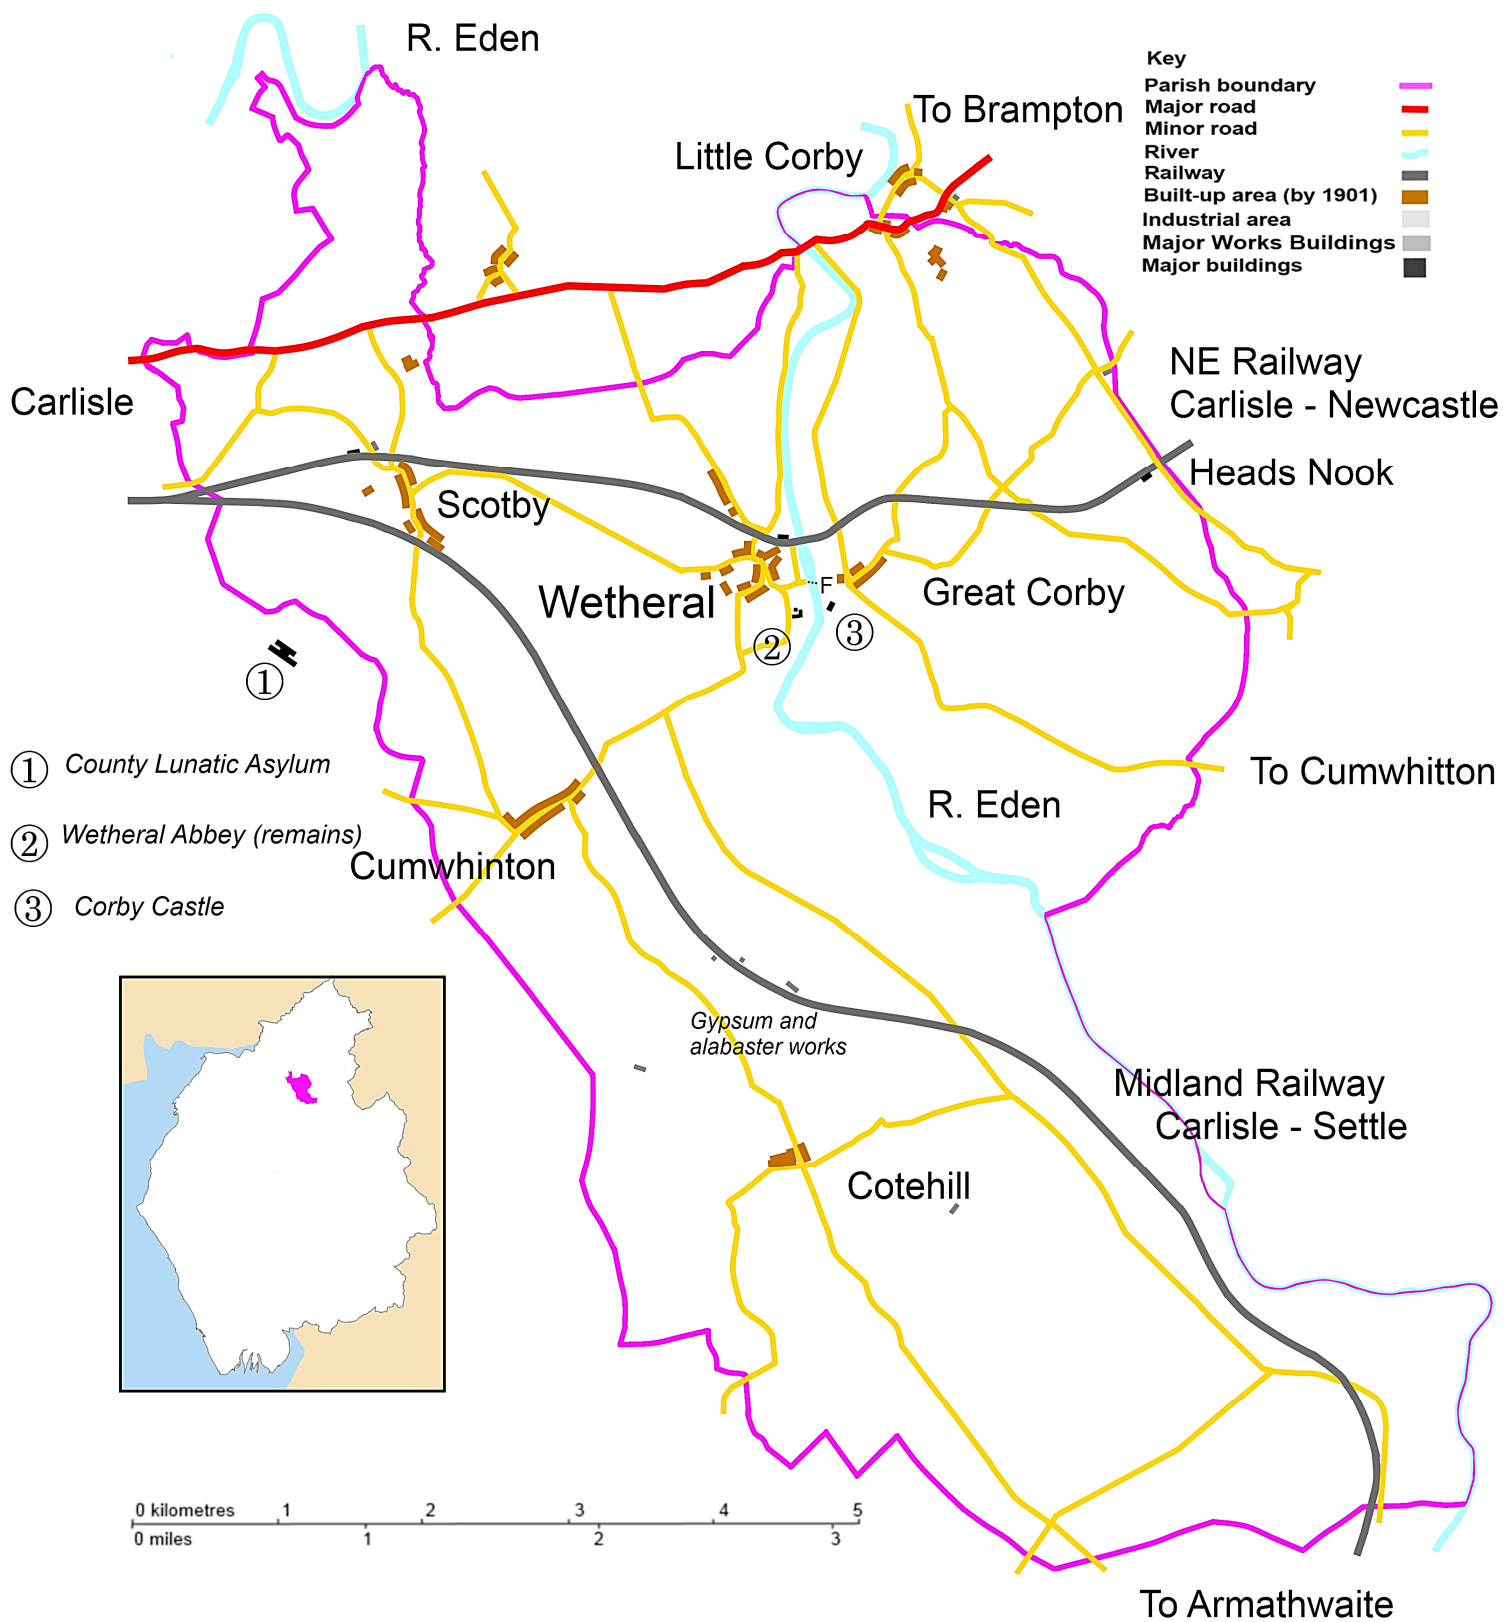 R. Eden
Key
Parish boundary
Major road
Minor road
River
Railway
Built-up area (by 1901)
Industrial area
Major Works Buildings
Major buildings
To Brampton
Little Corby
NE Railway
Carlisle - Newcastle
Carlisle
Heads Nook
Scotby
Wetheral
F
Great Corby
2
3
1
1 County Lunatic Asylum
To Cumwhitton
R. Eden
2 Wetheral Abbey (remains)
Cumwhinton
3 Corby Castle
Gypsum and
alabaster works
Midland Railway
Carlisle - Settle
Cotehill
0 kilometres 1 2 3 4 5
0 miles 1 2 3
To Armathwaite